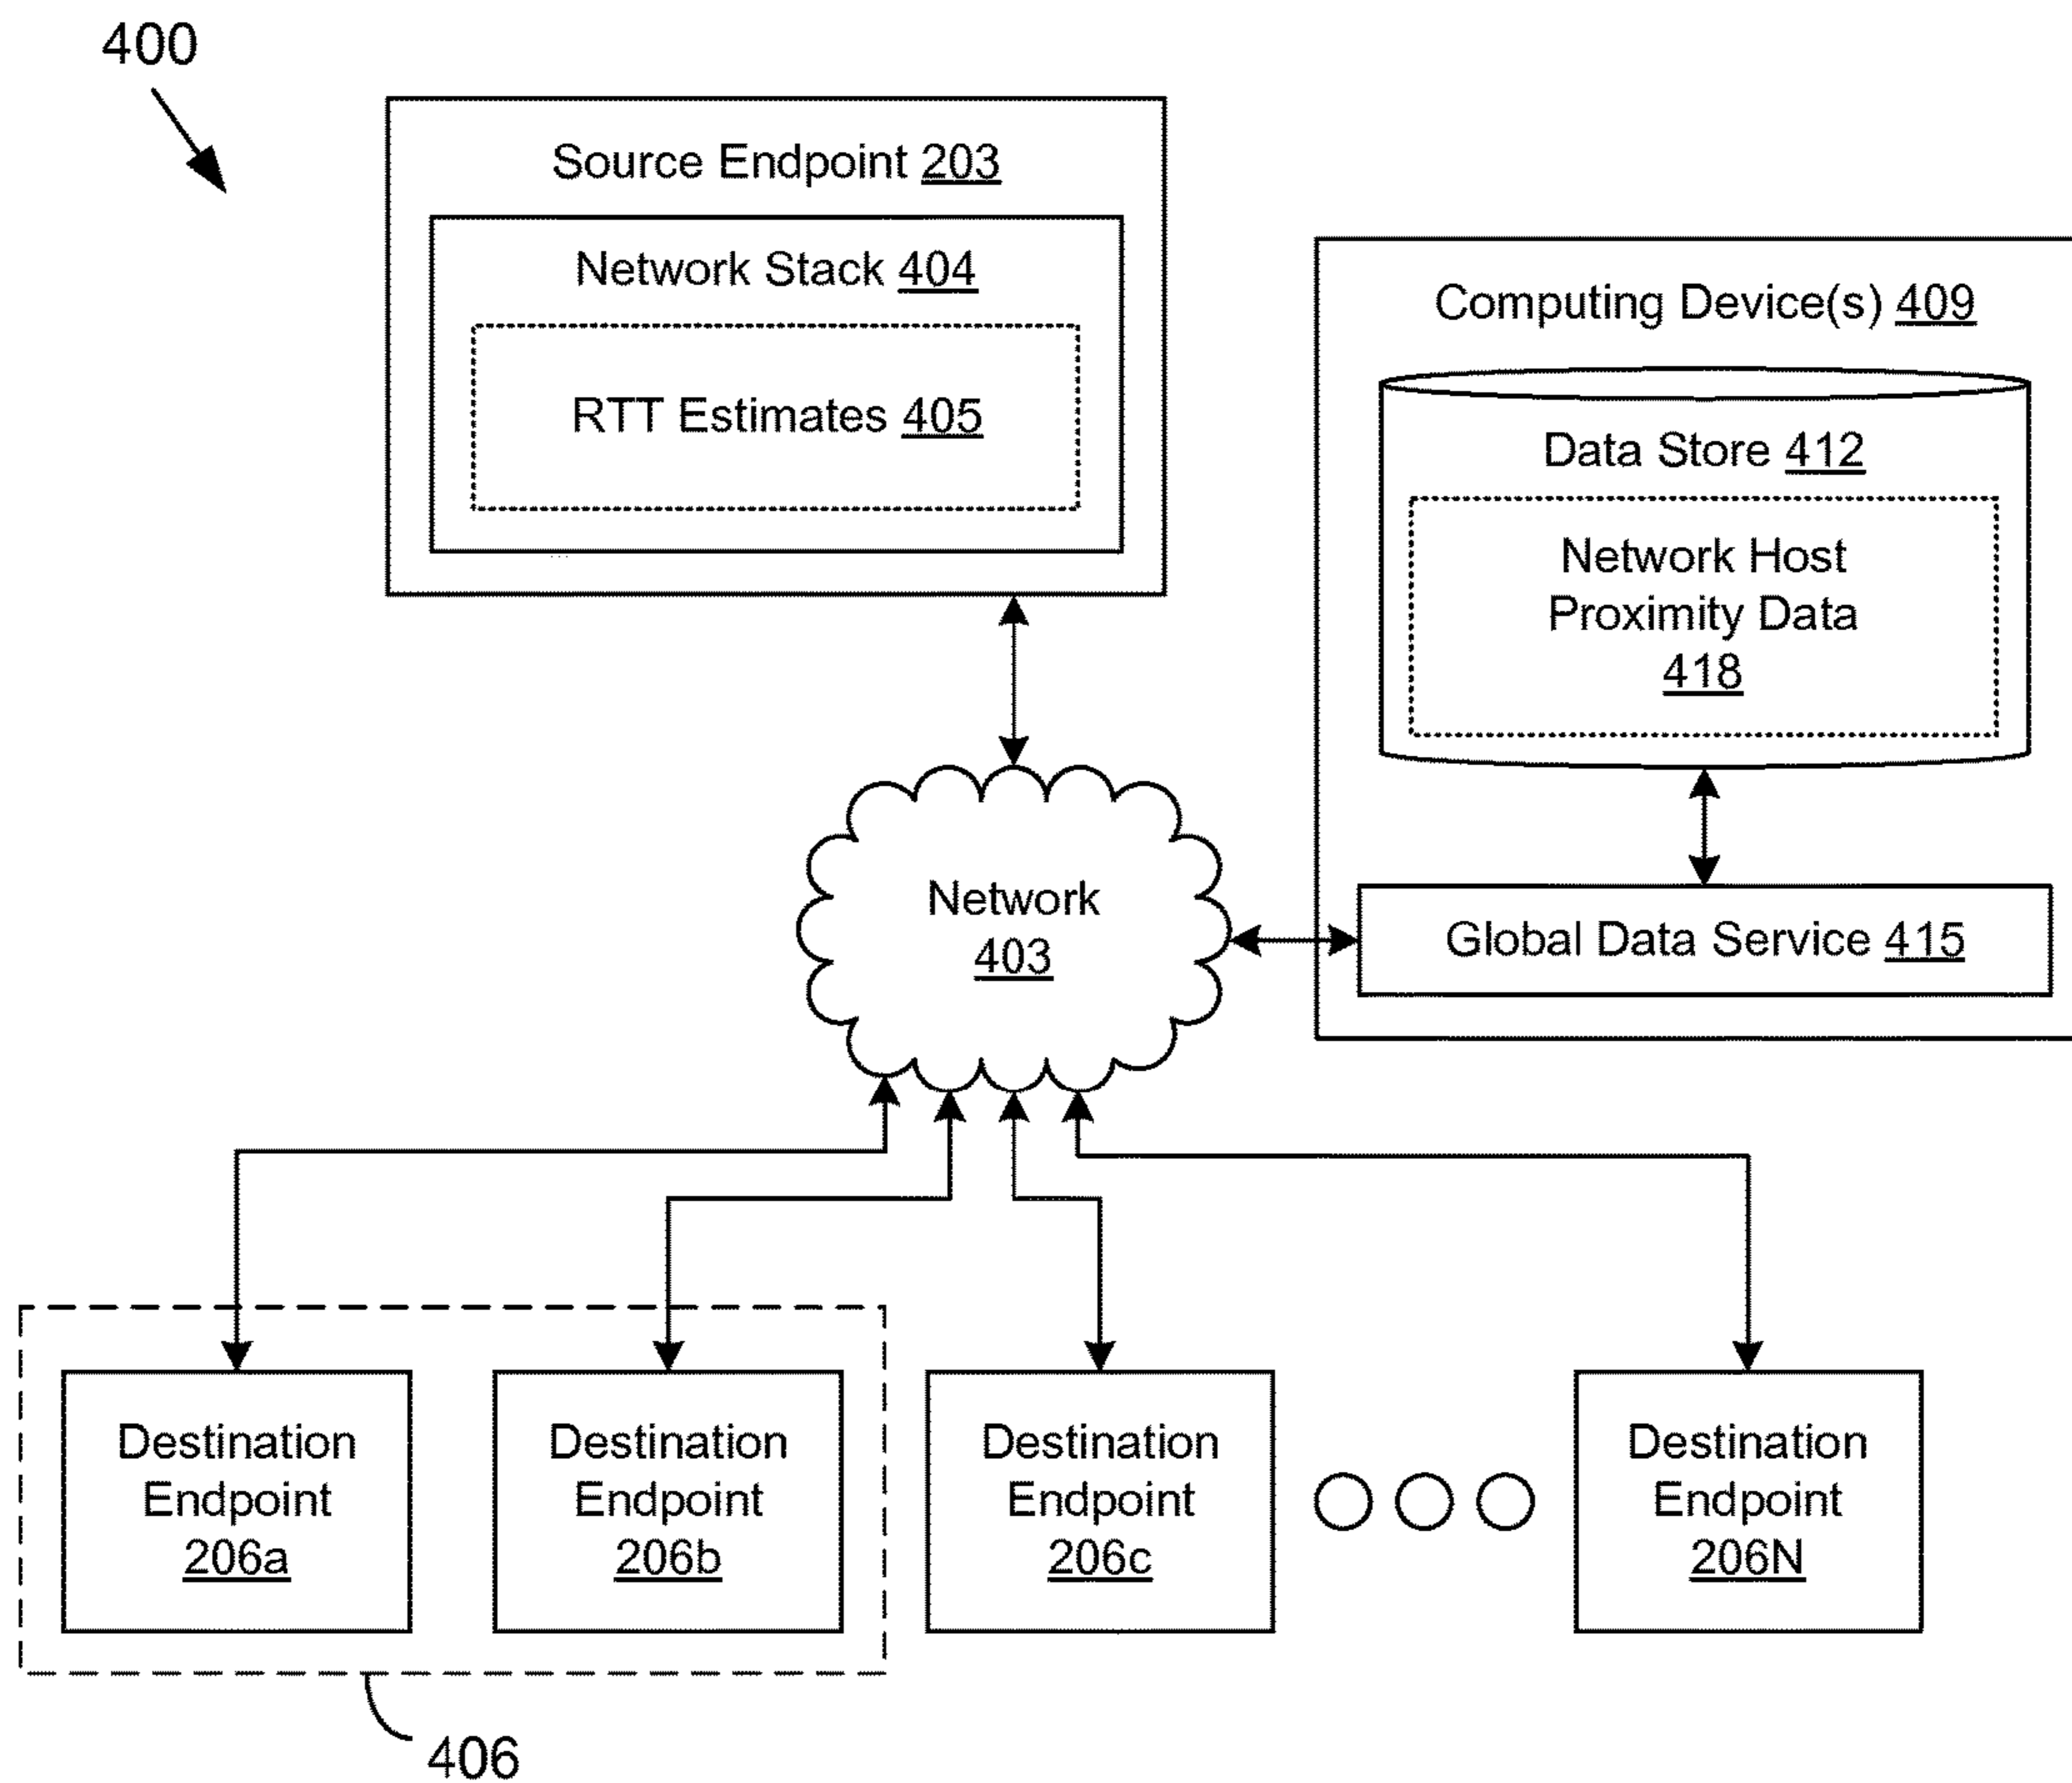 400
Source Endpoint 203
Network Stack 404
RTT Estimates 405
Computing Device(s) 409
Data Store 412
Network Host
Proximity Data
418
Network
403
Global Data Service 415
Destination
Endpoint
206a
Destination
Endpoint
206b
Destination
Endpoint
206c
Destination
Endpoint
206N
406